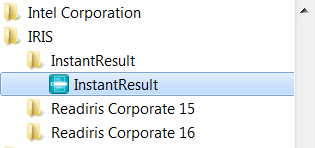 Intel Corporation
IRIS
InstantResult
InstantResult
Readiris Corporate 15
Readiris Corporate 16